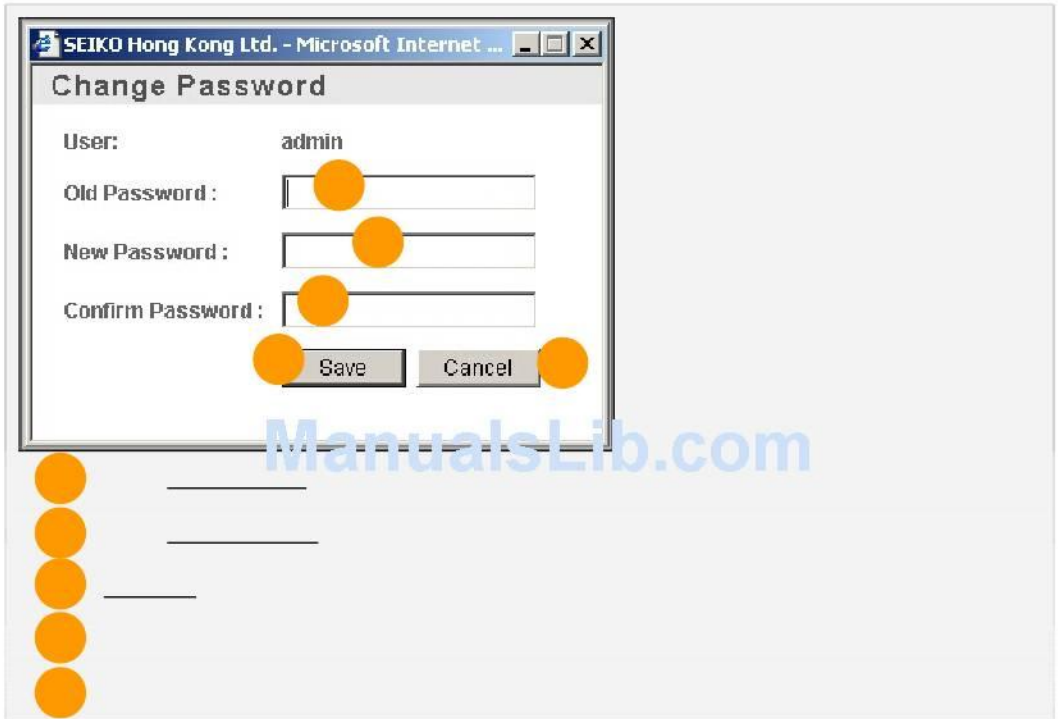 SEIKO Hong Kong Ltd. - Microsoft Internet ...
Change Password
User: admin
Old Password :
New Password :
Confirm Password :
Save Cancel
ManualsLib.com